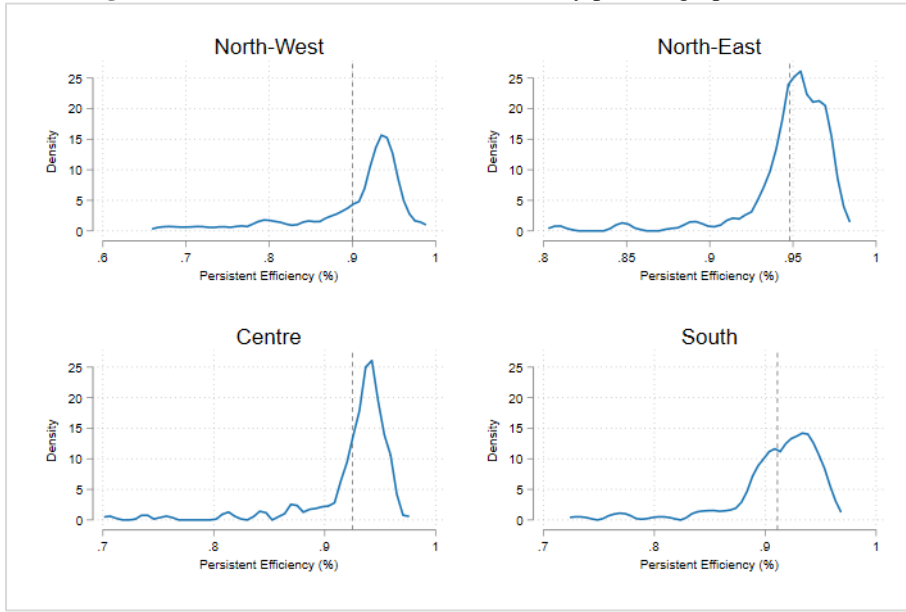 North-West
25
20
15
10
5
0
Density
.6 .7 .8 .9 1
Persistent Efficiency (%)
North-East
25
20
15
10
5
0
Density
.8 .85 .9 .95 1
Persistent Efficiency (%)
Centre
25
20
15
10
5
0
Density
.7 .8 .9 1
Persistent Efficiency (%)
South
25
20
15
10
5
0
Density
.7 .8 .9 1
Persistent Efficiency (%)